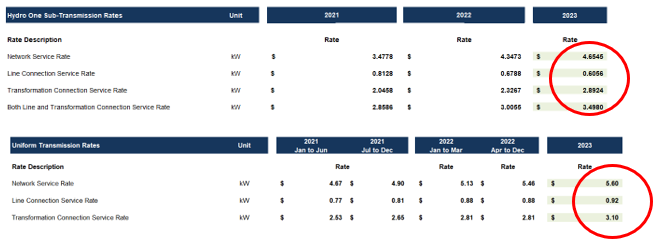 Hydro One Sub-Transmission Rates Unit 2021 2022 2023
Rate Description Rate Rate Rate
Network Service Rate kW $ 3.4778 $ 4.3473 $ 4.6545
Line Connection Service Rate kW $ 0.8128 $ 0.6788 $ 0.6056
Transformation Connection Service Rate kW $ 2.0458 $ 2.3267 $ 2.8924
Both Line and Transformation Connection Service Rate kW $ 2.8586 $ 3.0055 $ 3.4980
Uniform Transmission Rates Unit 2021 Jan to Jun 2021 Jul to Dec 2022 Jan to Mar 2022 Apr to Dec 2023
Rate Description Rate Rate Rate
Network Service Rate kW $ 4.67 $ 4.90 $ 5.13 $ 5.46 $ 5.60
Line Connection Service Rate kW $ 0.77 $ 0.81 $ 0.88 $ 0.88 $ 0.92
Transformation Connection Service Rate kW $ 2.53 $ 2.65 $ 2.81 $ 2.81 $ 3.10